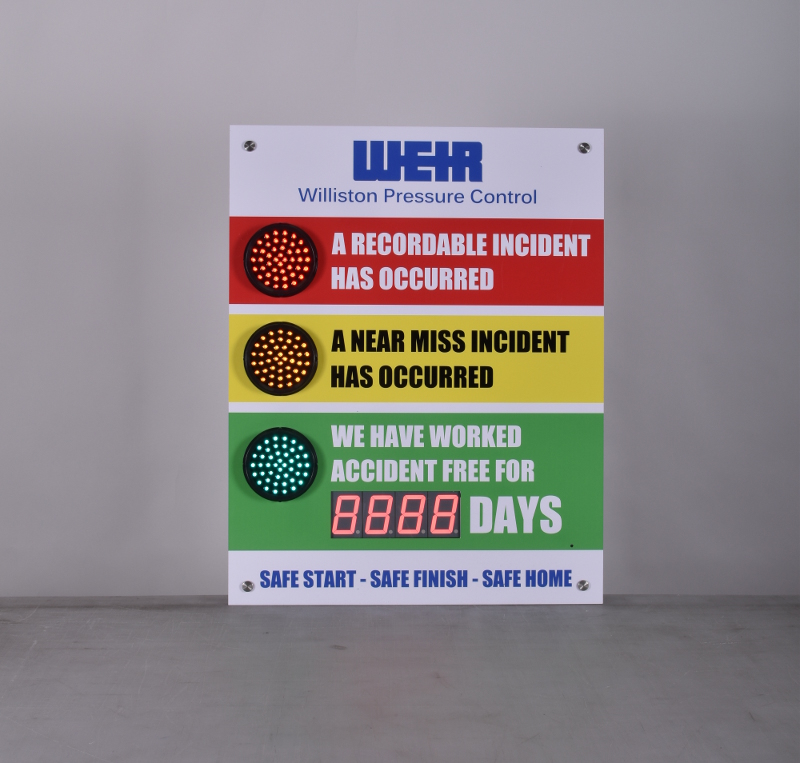 WEIR
Williston Pressure Control
A RECORDABLE INCIDENT
HAS OCCURRED
A NEAR MISS INCIDENT
HAS OCCURRED
WE HAVE WORKED
ACCIDENT FREE FOR
8888 DAYS
SAFE START - SAFE FINISH - SAFE HOME